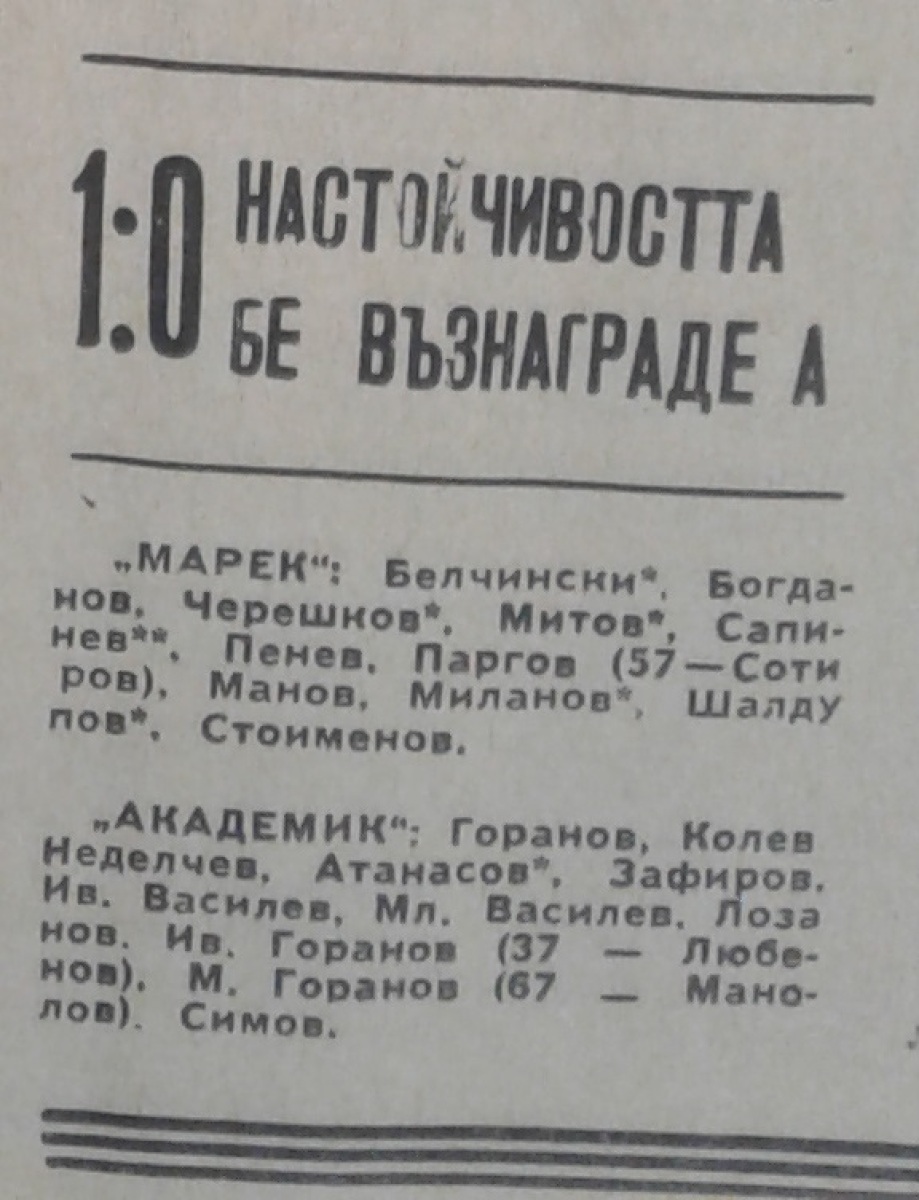 1:0 НАСТОЙЧИВОСТТА
БЕ ВЪЗНАГРАДЕ А
„МАРЕК“: Белчински*, Богда-
нов, Черешков*, Митов*, Сапи-
нев**, Пенев, Паргов (57 — Соти
ров), Манов, Миланов*, Шалду
пов*, Стоименов.
„АКАДЕМИК“: Горанов, Колев
Неделчев, Атанасов*, Зафиров,
Ив. Василев, Мл. Василев, Лоза
нов, Ив. Горанов (37 — Любе-
нов), М. Горанов (67 — Мано-
лов). Симов.